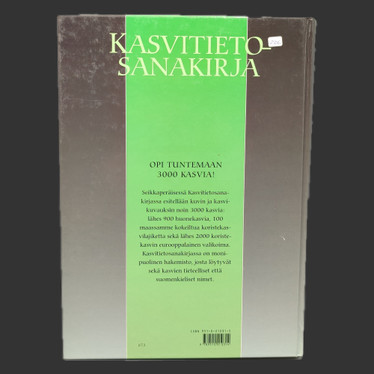 KASVITIETO-
SANAKIRJA
OPI TUNTEMAAN
3000 KASVIA!
Seikkaperäisessä Kasvitietosana-
kirjassa esitellään kuvin ja kasvi-
kuvauksin noin 3000 kasvia:
lähes 900 huonekasvia, 100
maassamme kokeiltua koristekas-
vilajiketta sekä lähes 2000 koriste-
kasvin eurooppalainen valikoima.
Kasvitietosanakirjassa on moni-
puolinen hakemisto, josta löytyvät
sekä kasvien tieteelliset että
suomenkieliset nimet.